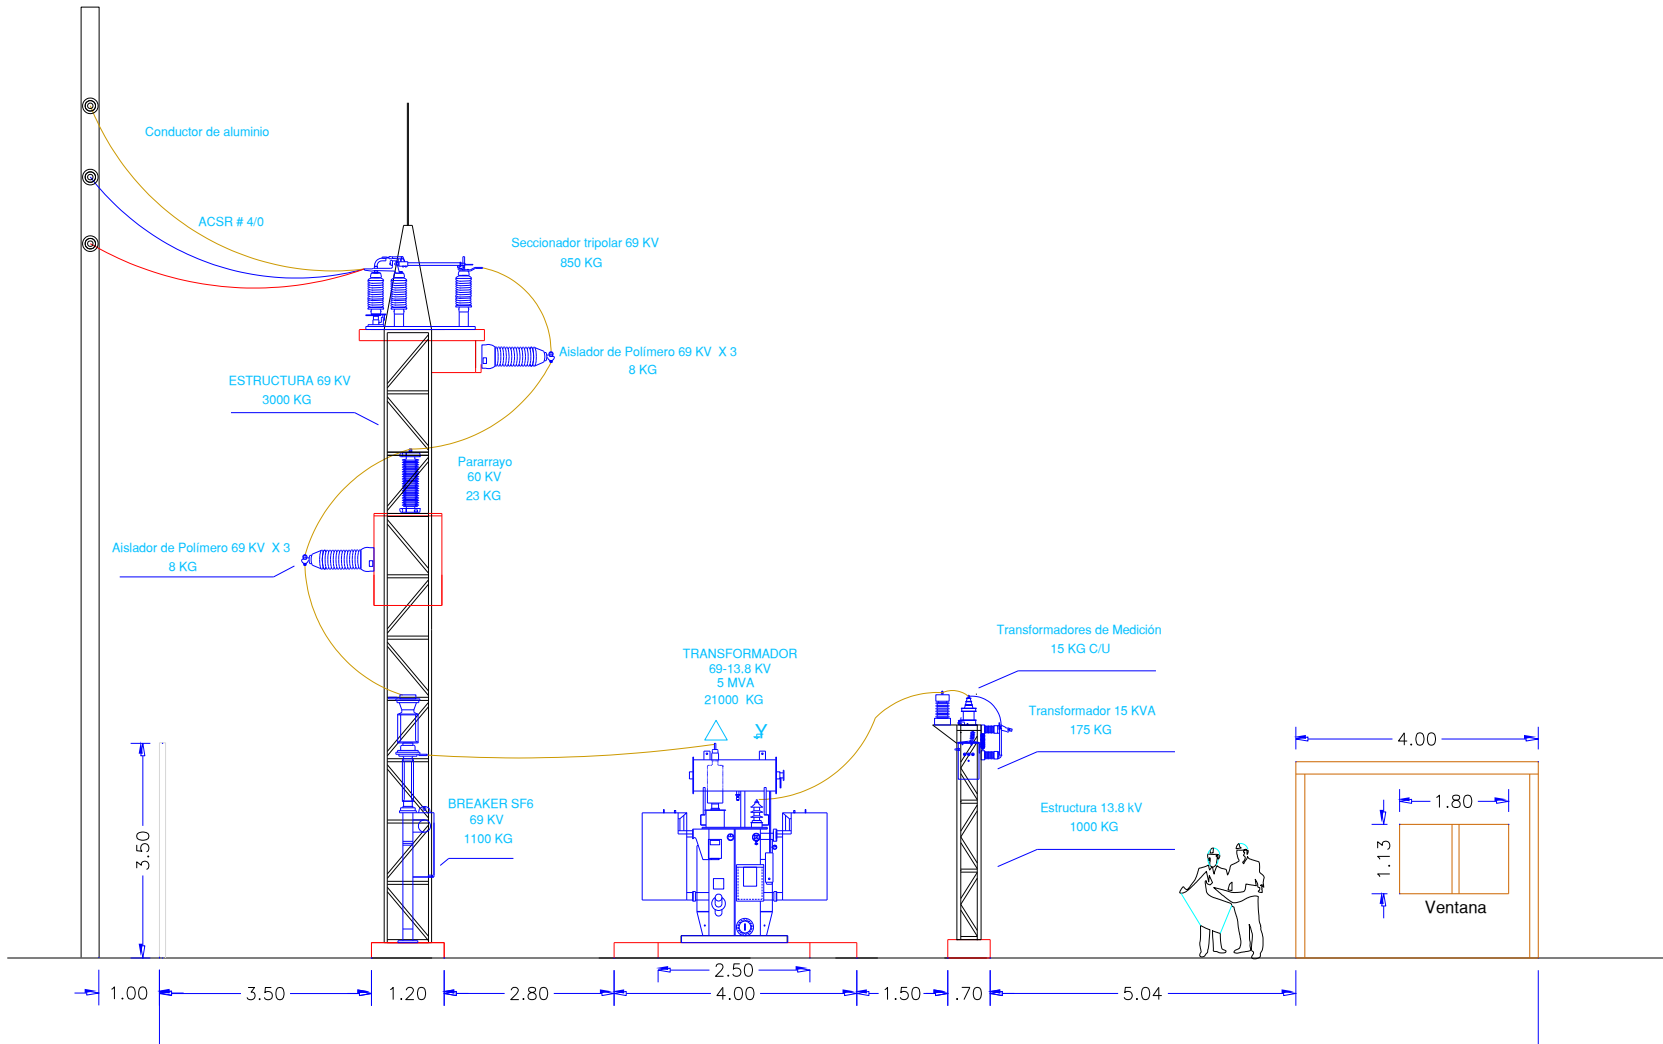 Conductor de aluminio
ACSR # 4/0
Seccionador tripolar 69 KV
850 KG
Aislador de Polímero 69 KV  X 3
8 KG
ESTRUCTURA 69 KV
3000 KG
Pararrayo
60 KV
23 KG
Aislador de Polímero 69 KV  X 3
8 KG
TRANSFORMADOR
69-13.8 KV
5 MVA
21000  KG
Transformadores de Medición
15 KG C/U
Transformador 15 KVA
175 KG
BREAKER SF6
69 KV
1100 KG
Estructura 13.8 kV
1000 KG
4.00
1.80
1.13
Ventana
3.50
2.50
1.00
3.50
1.20
2.80
4.00
1.50
.70
5.04